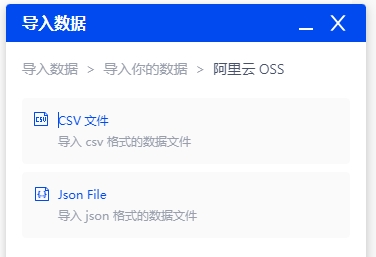 导入数据
导入数据 > 导入你的数据 > 阿里云 OSS
CSV 文件
导入 csv 格式的数据文件
Json File
导入 json 格式的数据文件